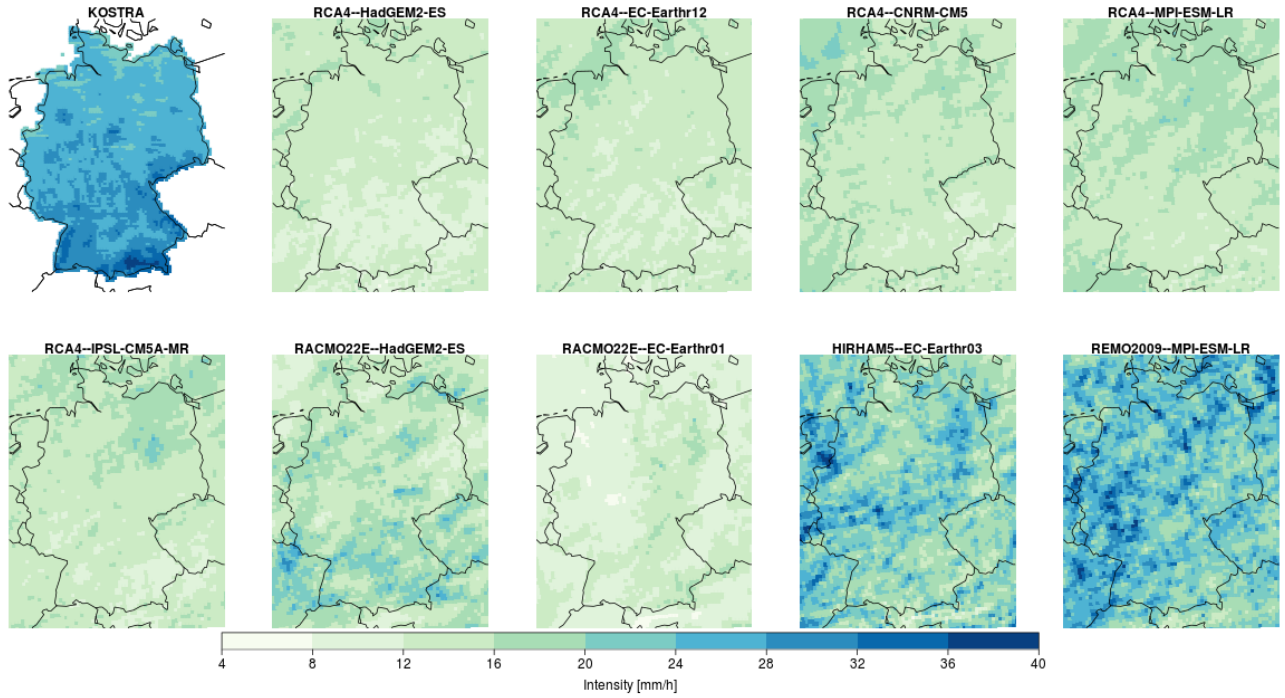 KOSTRA
RCA4--HadGEM2-ES
RCA4--EC-Earthr12
RCA4--CNRM-CM5
RCA4--MPI-ESM-LR
RCA4--IPSL-CM5A-MR
RACMO22E--HadGEM2-ES
RACMO22E--EC-Earthr01
HIRHAM5--EC-Earthr03
REMO2009--MPI-ESM-LR
4 8 12 16 20 24 28 32 36 40
Intensity [mm/h]